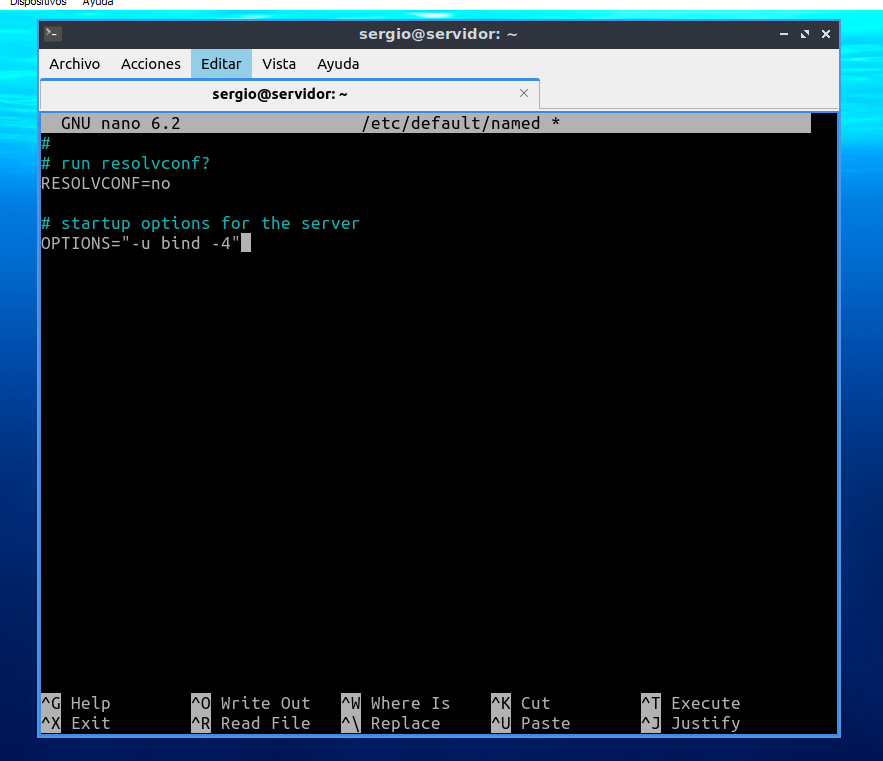 Dispositivos Ayuda
sergio@servidor: ~
Archivo Acciones Editar Vista Ayuda
sergio@servidor: ~
GNU nano 6.2 /etc/default/named *
#
# run resolvconf?
RESOLVCONF=no
# startup options for the server
OPTIONS="-u bind -4"
^G Help ^O Write Out ^W Where Is ^K Cut ^T Execute
^X Exit ^R Read File ^\ Replace ^U Paste ^J Justify